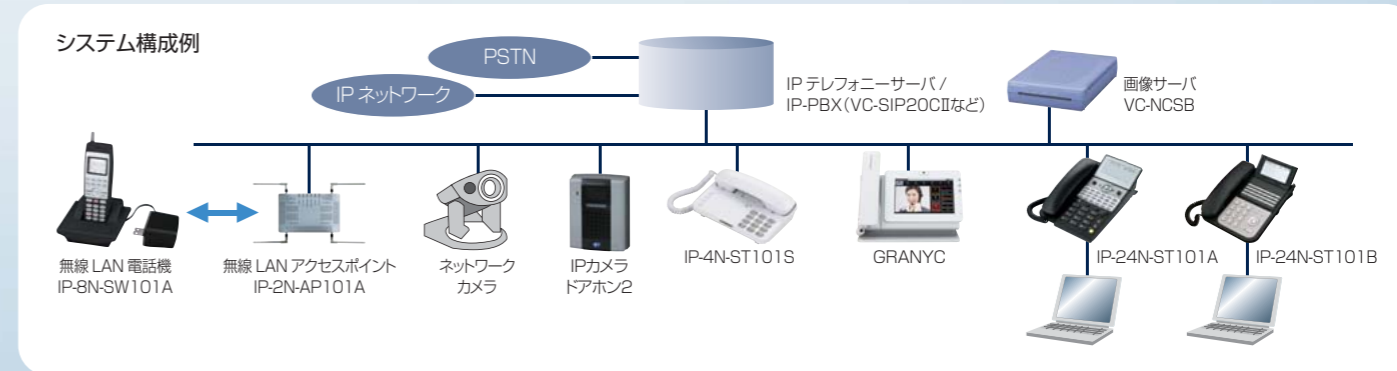 システム構成例
PSTN
IP ネットワーク
IP テレフォニーサーバ /
IP-PBX(VC-SIP20CⅡなど)
画像サーバ
VC-NCSB
無線 LAN 電話機
IP-8N-SW101A
無線 LAN アクセスポイント
IP-2N-AP101A
ネットワーク
カメラ
IPカメラ
ドアホン2
IP-4N-ST101S
GRANYC
IP-24N-ST101A
IP-24N-ST101B